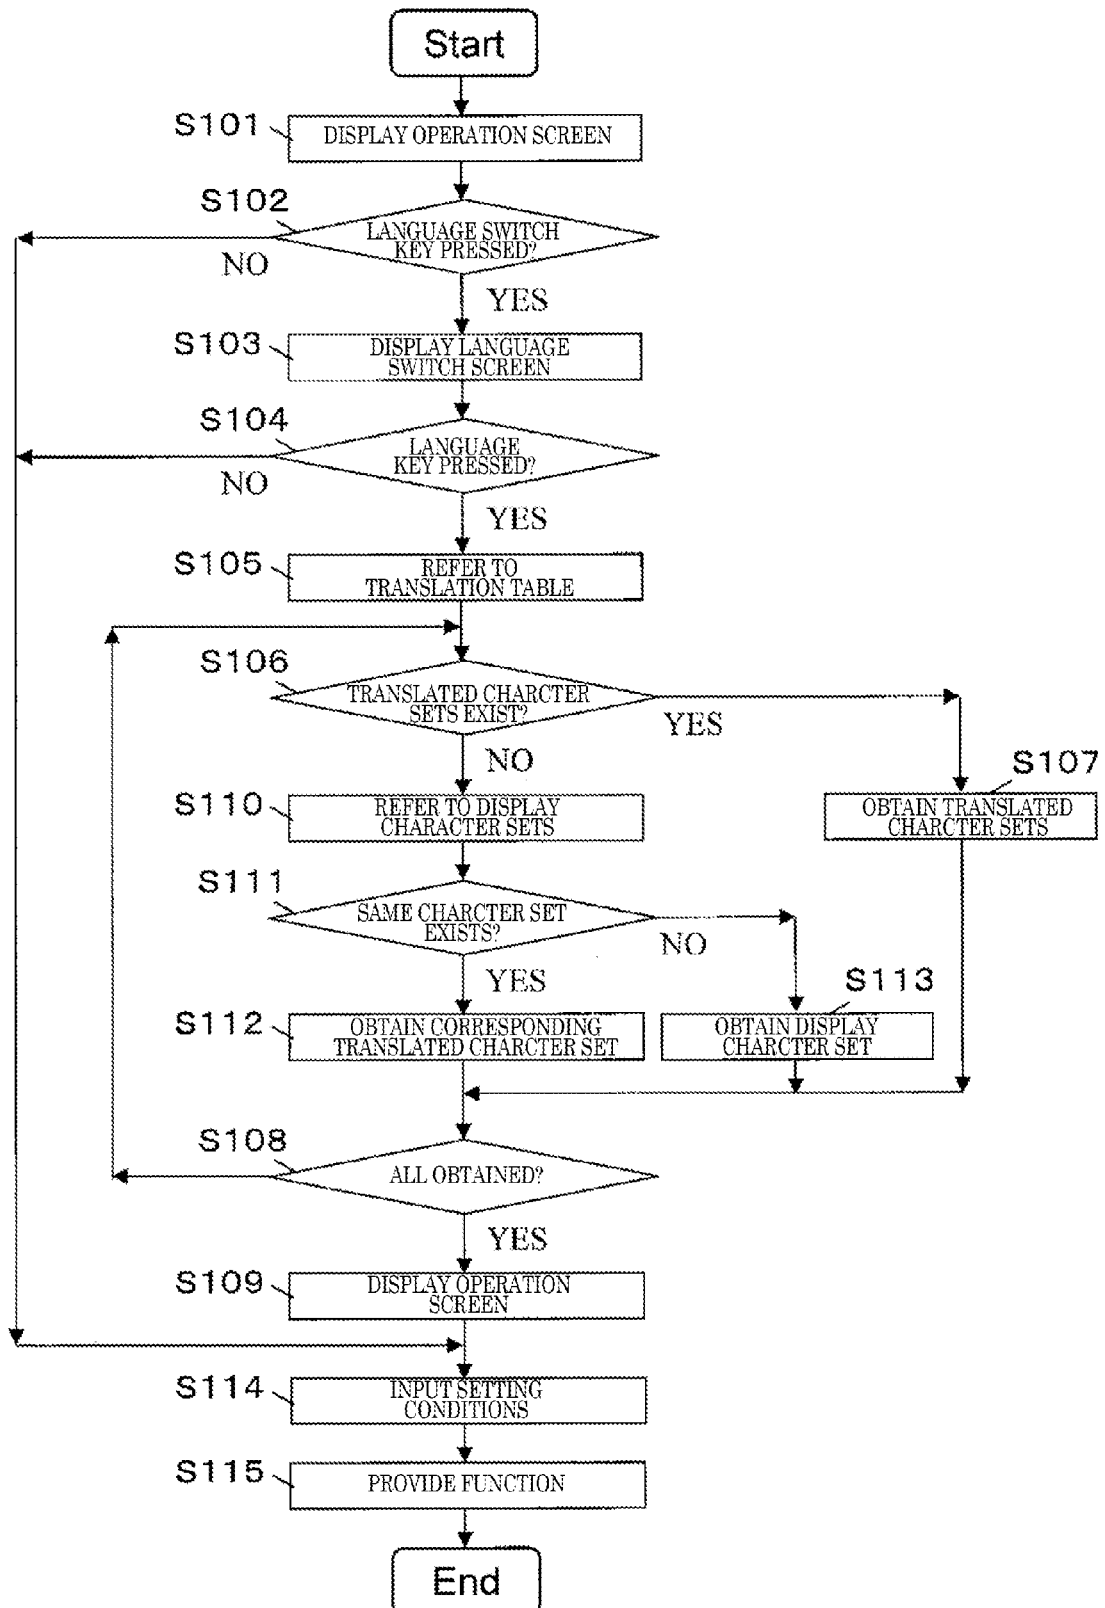 Start
S101
DISPLAY OPERATION SCREEN
S102
LANGUAGE SWITCH
KEY PRESSED?
NO
YES
S103
DISPLAY LANGUAGE
SWITCH SCREEN
S104
LANGUAGE
KEY PRESSED?
NO
YES
S105
REFER TO
TRANSLATION TABLE
S106
TRANSLATED CHARCTER
SETS EXIST?
YES
NO
S107
OBTAIN TRANSLATED
CHARCTER SETS
S110
REFER TO DISPLAY
CHARACTER SETS
S111
SAME CHARCTER SET
EXISTS?
NO
YES
S113
OBTAIN DISPLAY
CHARCTER SET
S112
OBTAIN CORRESPONDING
TRANSLATED CHARCTER SET
S108
ALL OBTAINED?
YES
S109
DISPLAY OPERATION
SCREEN
S114
INPUT SETTING
CONDITIONS
S115
PROVIDE FUNCTION
End